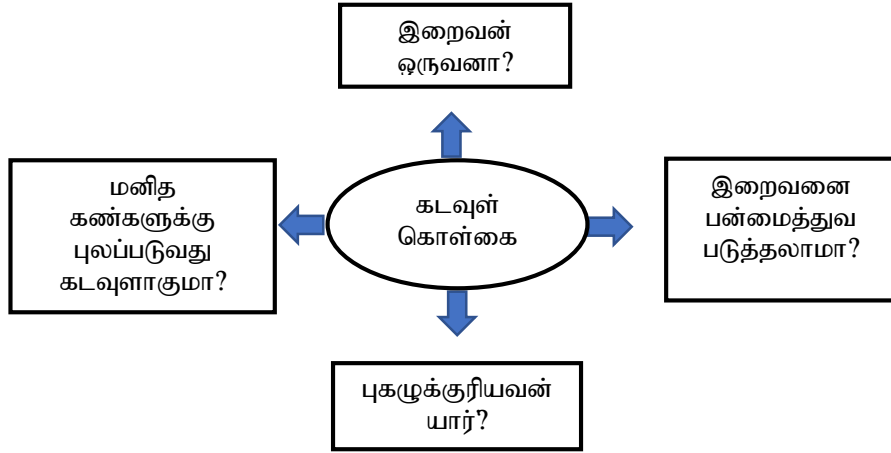 இறைவன்
ஒருவனா?
மனித
கண்களுக்கு
புலப்படுவது
கடவுளாகுமா?
கடவுள்
கொள்கை
இறைவனை
பன்மைத்துவ
படுத்தலாமா?
புகழுக்குரியவன்
யார்?